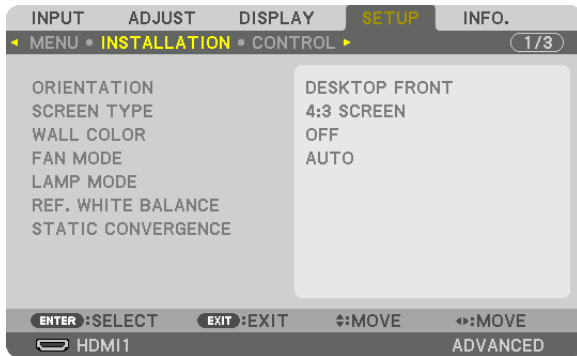 INPUT ADJUST DISPLAY SETUP INFO.
MENU • INSTALLATION • CONTROL 1/3
ORIENTATION DESKTOP FRONT
SCREEN TYPE 4:3 SCREEN
WALL COLOR OFF
FAN MODE AUTO
LAMP MODE
REF. WHITE BALANCE
STATIC CONVERGENCE
ENTER :SELECT EXIT :EXIT :MOVE :MOVE
HDMI1 ADVANCED